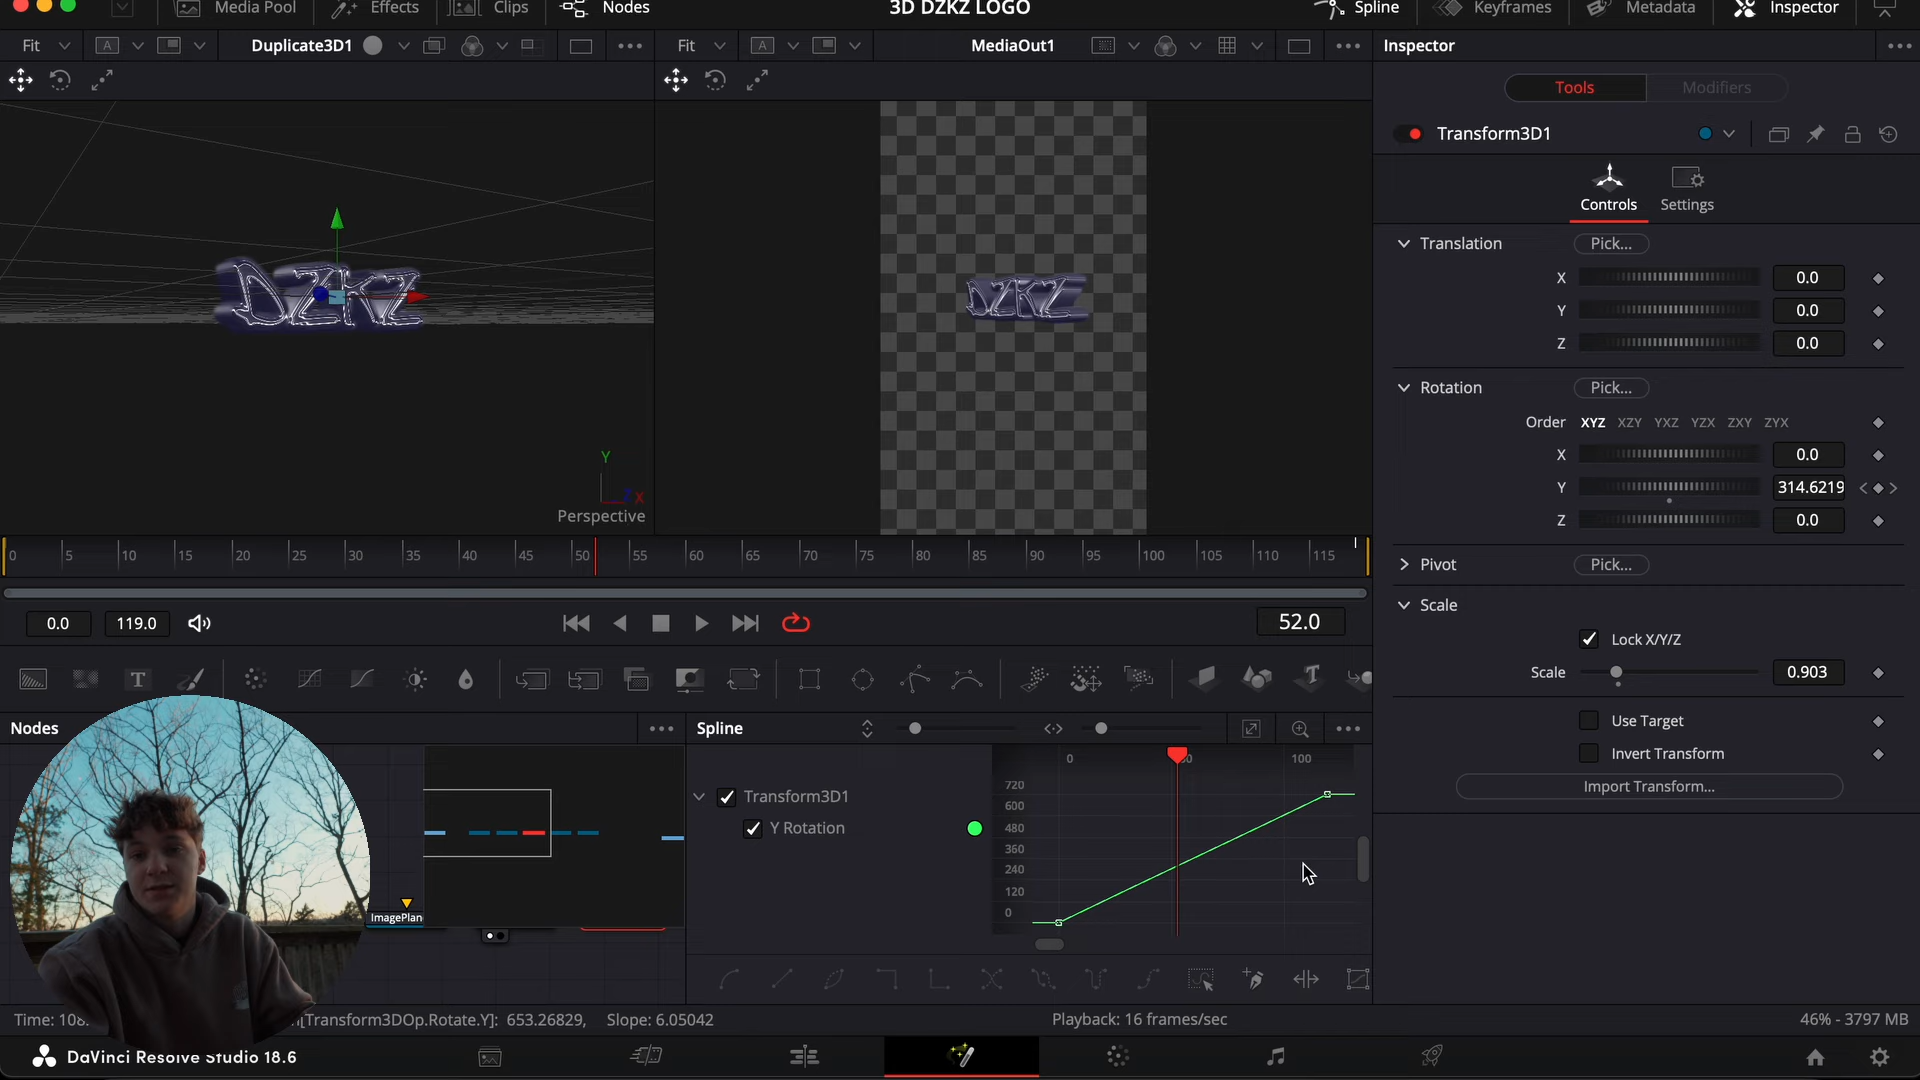 Media Pool
Effects
Clips
Nodes
3D DZKZ LOGO
Spline
Keyframes
Metadata
Inspector
Fit
A
Duplicate3D1
Fit
A
MediaOut1
Inspector
Tools
Modifiers
Transform3D1
Controls
Settings
Translation
Pick...
X
0.0
Y
0.0
Z
0.0
Rotation
Pick...
Order
XYZ
XZY
YXZ
YZX
ZXY
ZYX
X
0.0
Y
314.6219
Z
0.0
Pivot
Pick...
Scale
Lock X/Y/Z
Scale
0.903
Use Target
Invert Transform
Import Transform...
DZKZ
DZKZ
Y
Z
X
Perspective
0 5 10 15 20 25 30 35 40 45 50 55 60 65 70 75 80 85 90 95 100 105 110 115
0.0
119.0
52.0
T
T
Nodes
Spline
Transform3D1
Y Rotation
0
100
720
600
480
360
240
120
0
ImagePlan
Time: 108.
[Transform3DOp.Rotate.Y]: 653.26829, Slope: 6.05042
Playback: 16 frames/sec
46% - 3797 MB
DaVinci Resolve Studio 18.6